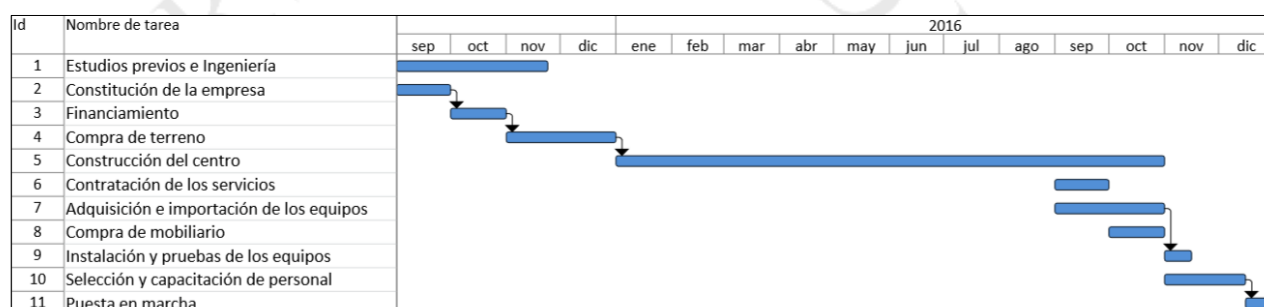 Id Nombre de tarea 2016
sep oct nov dic ene feb mar abr may jun jul ago sep oct nov dic
1 Estudios previos e Ingeniería
2 Constitución de la empresa
3 Financiamiento
4 Compra de terreno
5 Construcción del centro
6 Contratación de los servicios
7 Adquisición e importación de los equipos
8 Compra de mobiliario
9 Instalación y pruebas de los equipos
10 Selección y capacitación de personal
11 Puesta en marcha